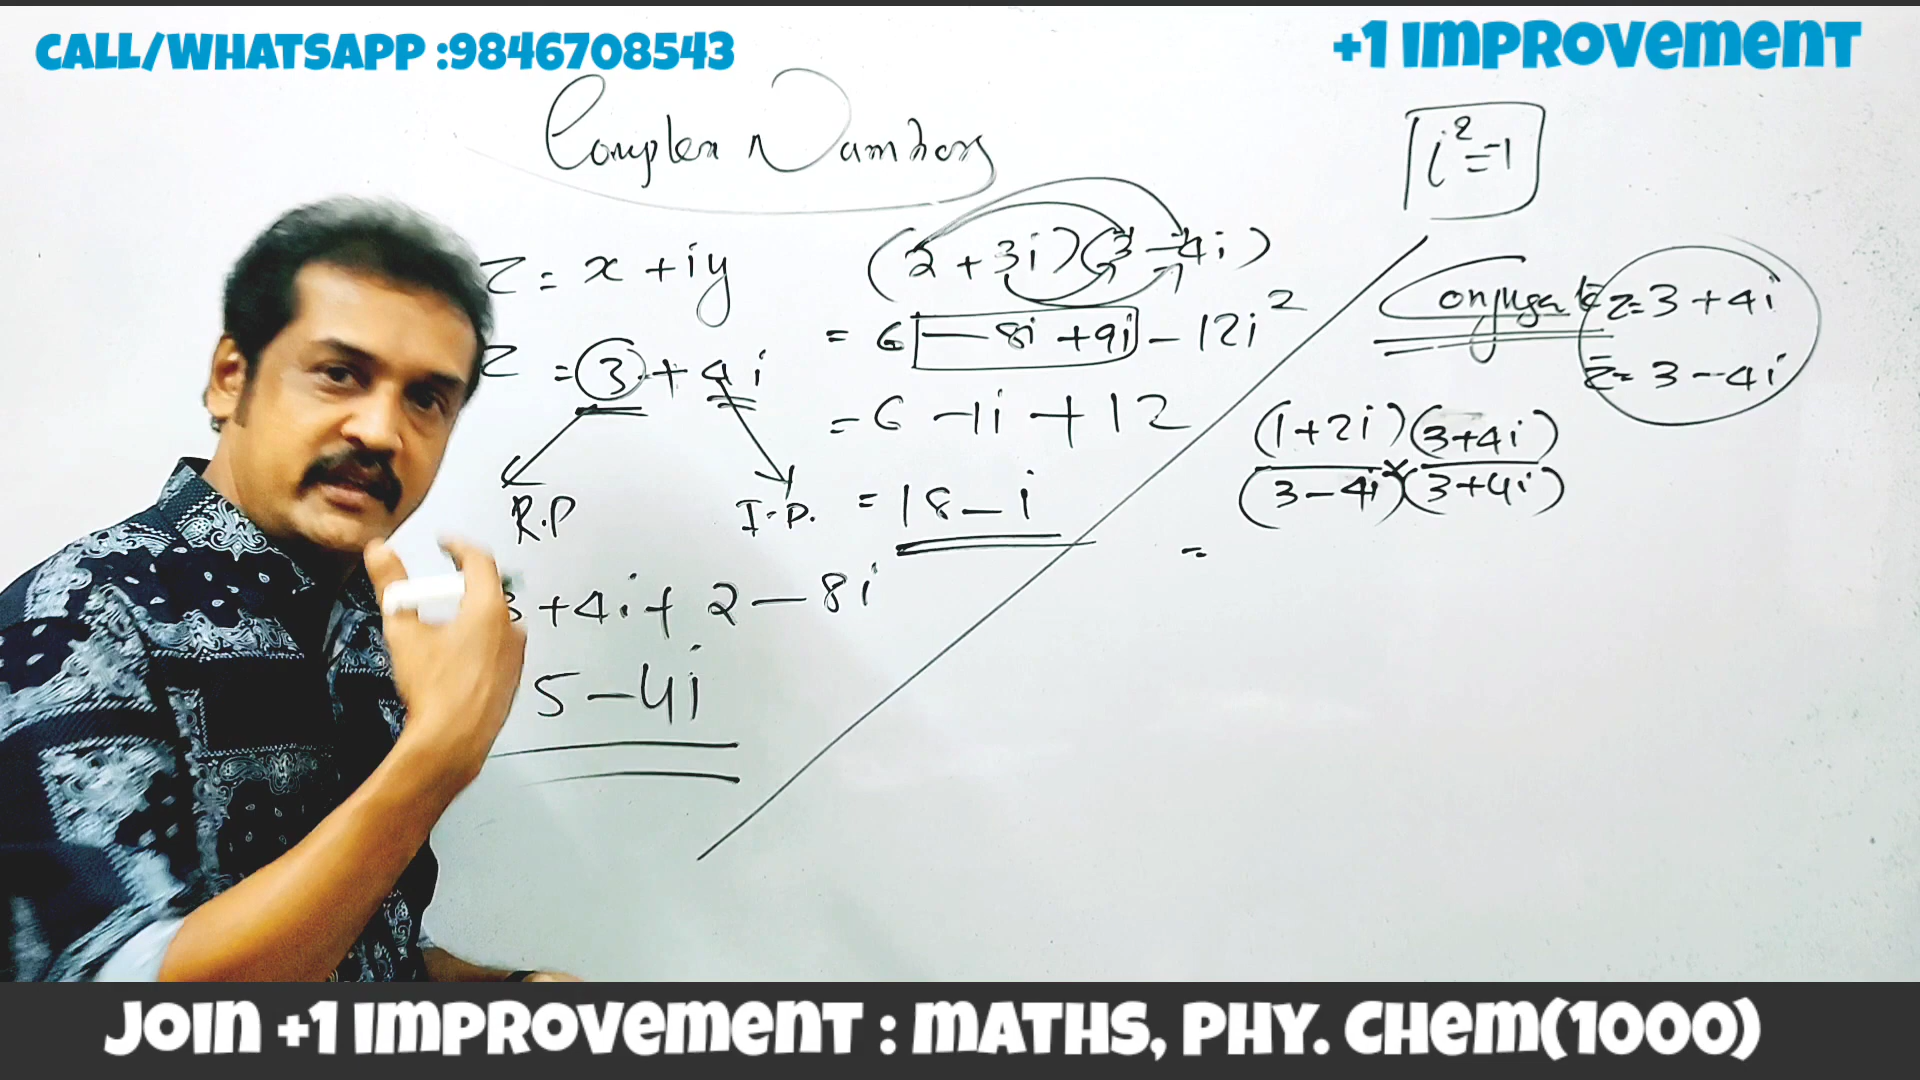 CALL/WHATSAPP :9846708543
+1 IMPROVEMENT
Complex Numbers
i² = -1
z = x + iy
z = 3 + 4i
R.P
I.P.
3 + 4i + 2 - 8i
5 - 4i
(2 + 3i)(3 - 4i)
= 6 - 8i + 9i - 12i²
= 6 - 1i + 12
= 18 - i
Conjugate
z = 3 + 4i
z̄ = 3 - 4i
(1+2i) (3+4i)
(3-4i) × (3+4i)
=
JOIN +1 IMPROVEMENT : MATHS, PHY. CHEM(1000)